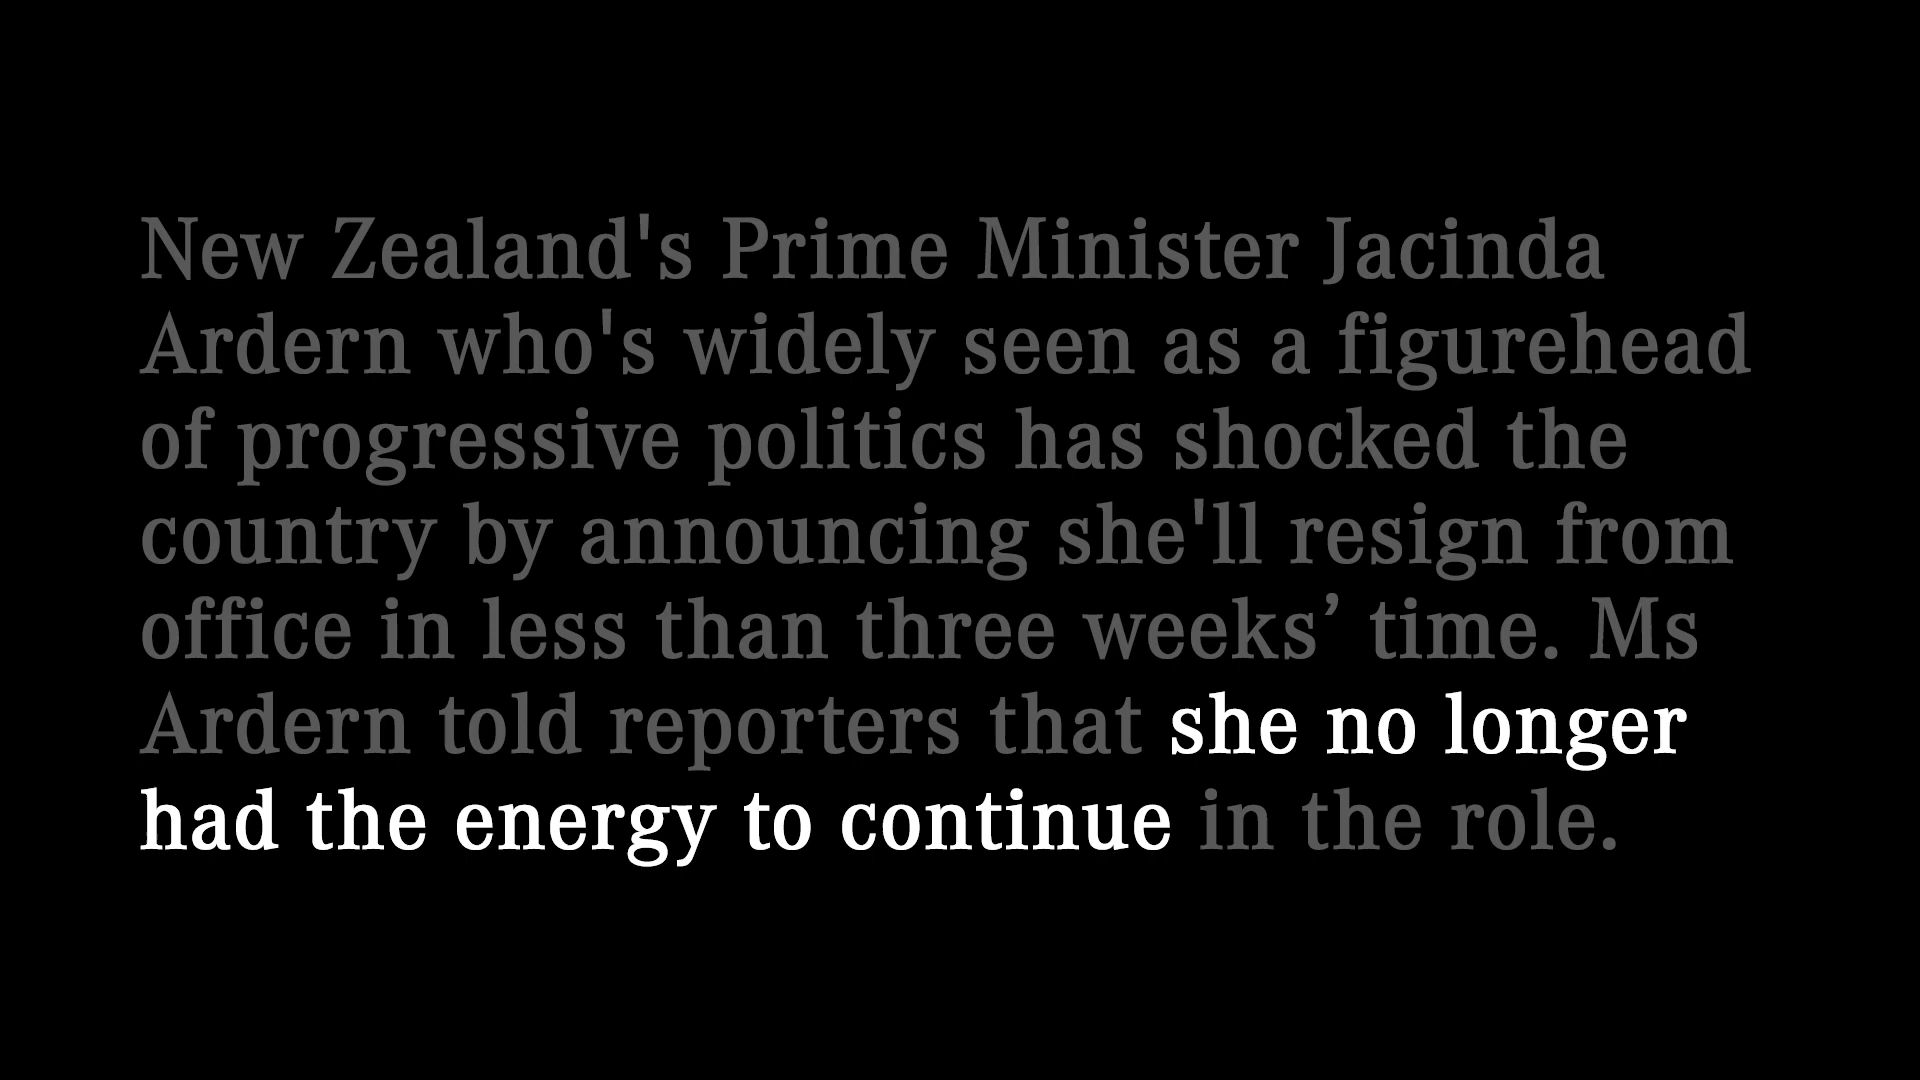 New Zealand's Prime Minister Jacinda
Ardern who's widely seen as a figurehead
of progressive politics has shocked the
country by announcing she'll resign from
office in less than three weeks’ time. Ms
Ardern told reporters that she no longer
had the energy to continue in the role.